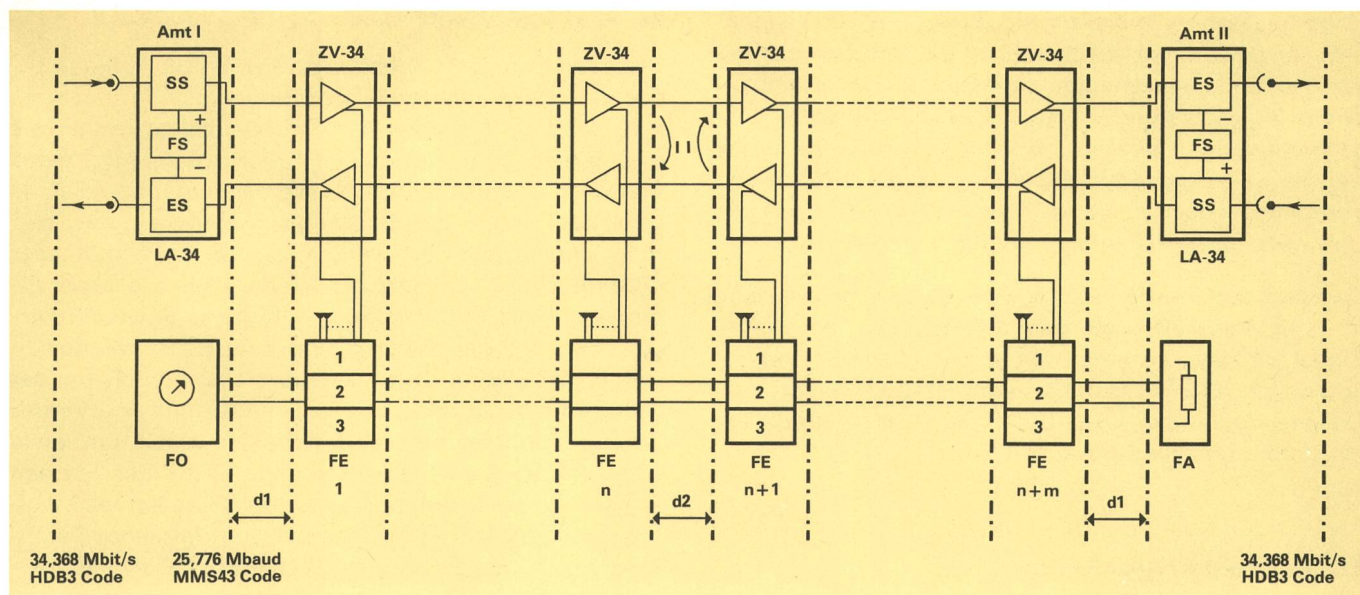 Amt I
ZV-34
ZV-34
ZV-34
ZV-34
Amt II
SS
+
FS
–
ES
LA-34
ES
–
FS
+
SS
LA-34
1
2
3
1
2
3
1
2
3
FO
FE
FE
FE
FE
FA
1
n
n+1
n+m
d1
d2
d1
34,368 Mbit/s
HDB3 Code
25,776 Mbaud
MMS43 Code
34,368 Mbit/s
HDB3 Code